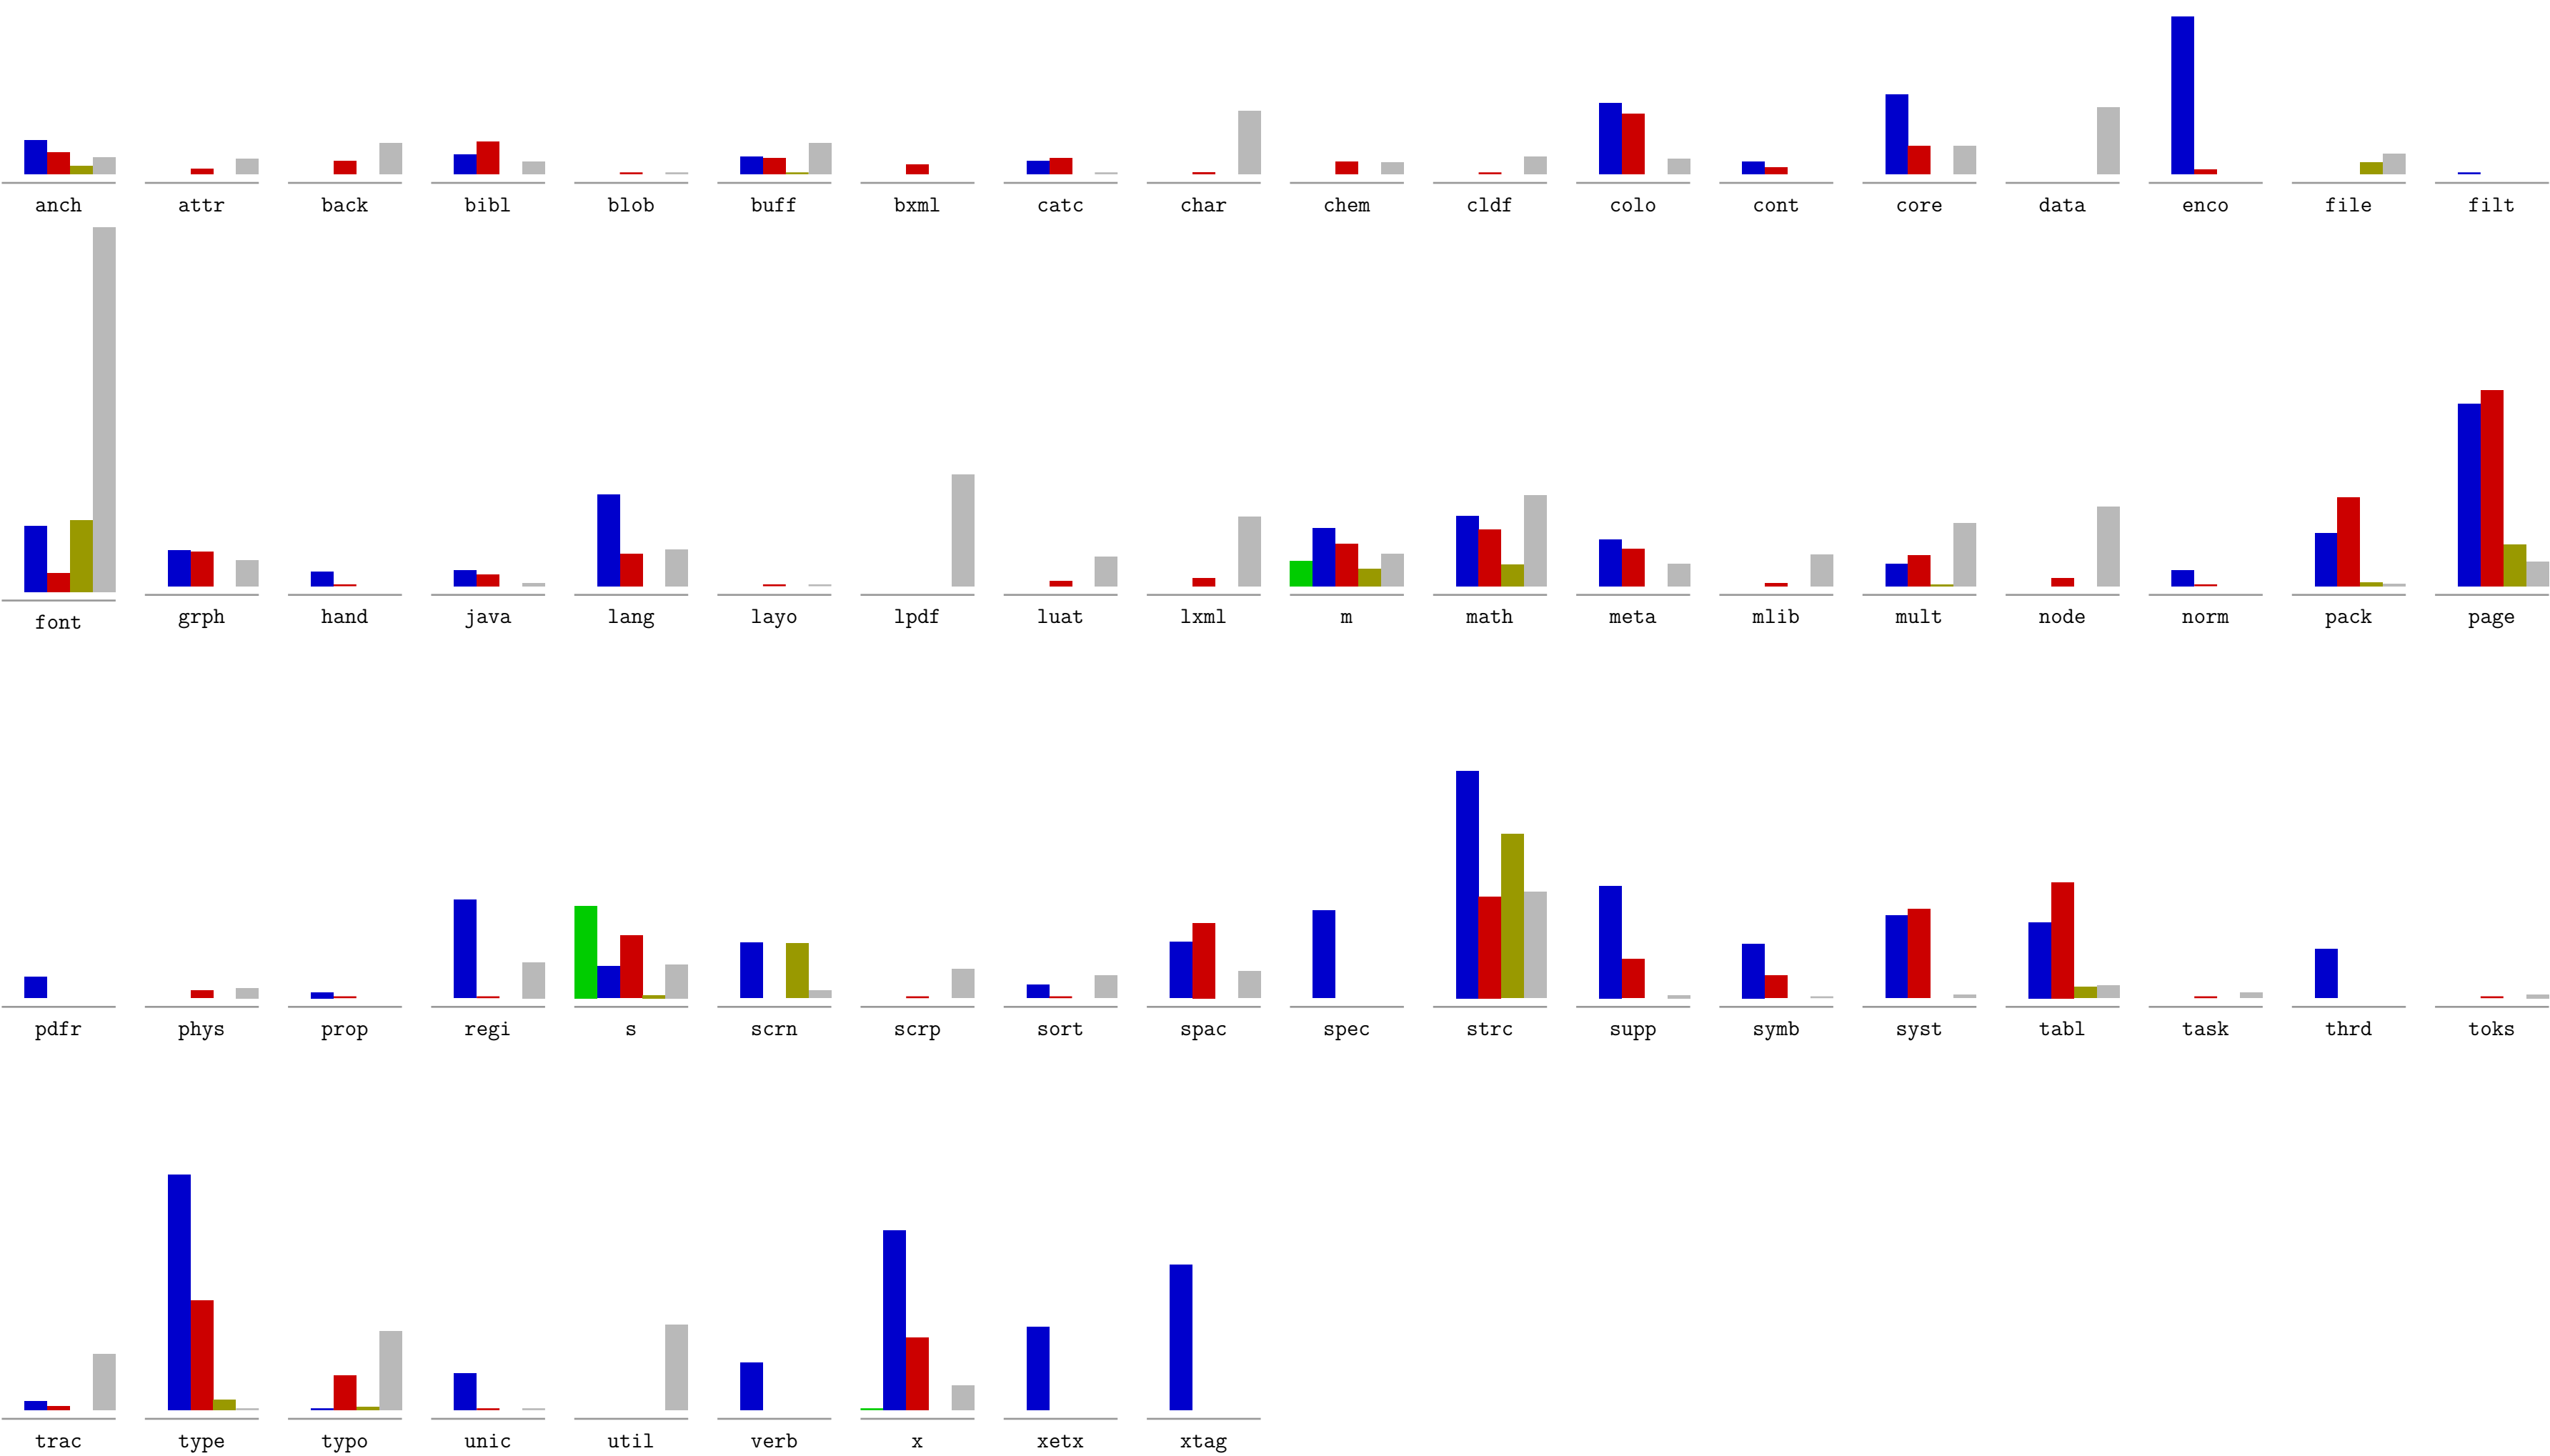 anch attr back bibl blob buff bxml catc char chem cldf colo cont core data enco file filt
font grph hand java lang layo lpdf luat lxml m math meta mlib mult node norm pack page
pdfr phys prop regi s scrn scrp sort spac spec strc supp symb syst tabl task thrd toks
trac type typo unic util verb x xetx xtag